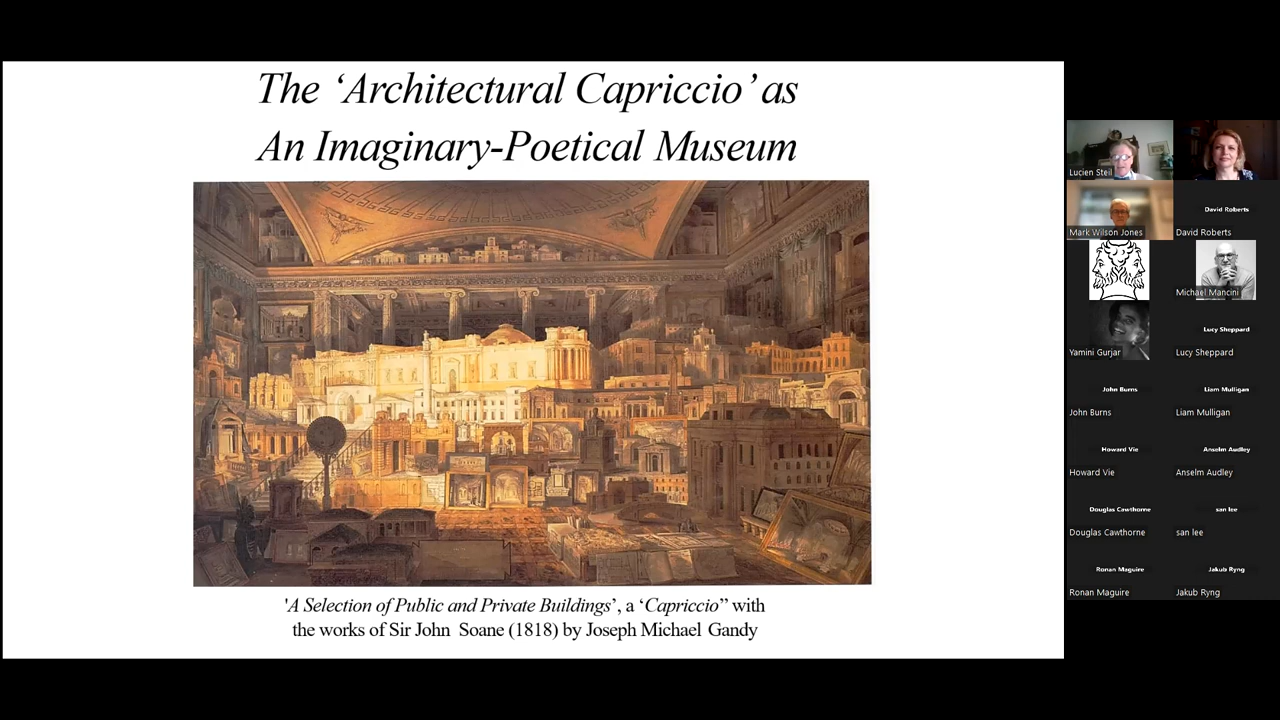 The ‘Architectural Capriccio’ as
An Imaginary-Poetical Museum
'A Selection of Public and Private Buildings’, a ‘Capriccio” with
the works of Sir John Soane (1818) by Joseph Michael Gandy
Lucien Steil
Mark Wilson Jones
David Roberts
David Roberts
Michael Mancini
Yamini Gurjar
Lucy Sheppard
Lucy Sheppard
John Burns
John Burns
Liam Mulligan
Liam Mulligan
Howard Vie
Howard Vie
Anselm Audley
Anselm Audley
Douglas Cawthorne
Douglas Cawthorne
san lee
san lee
Ronan Maguire
Ronan Maguire
Jakub Ryng
Jakub Ryng